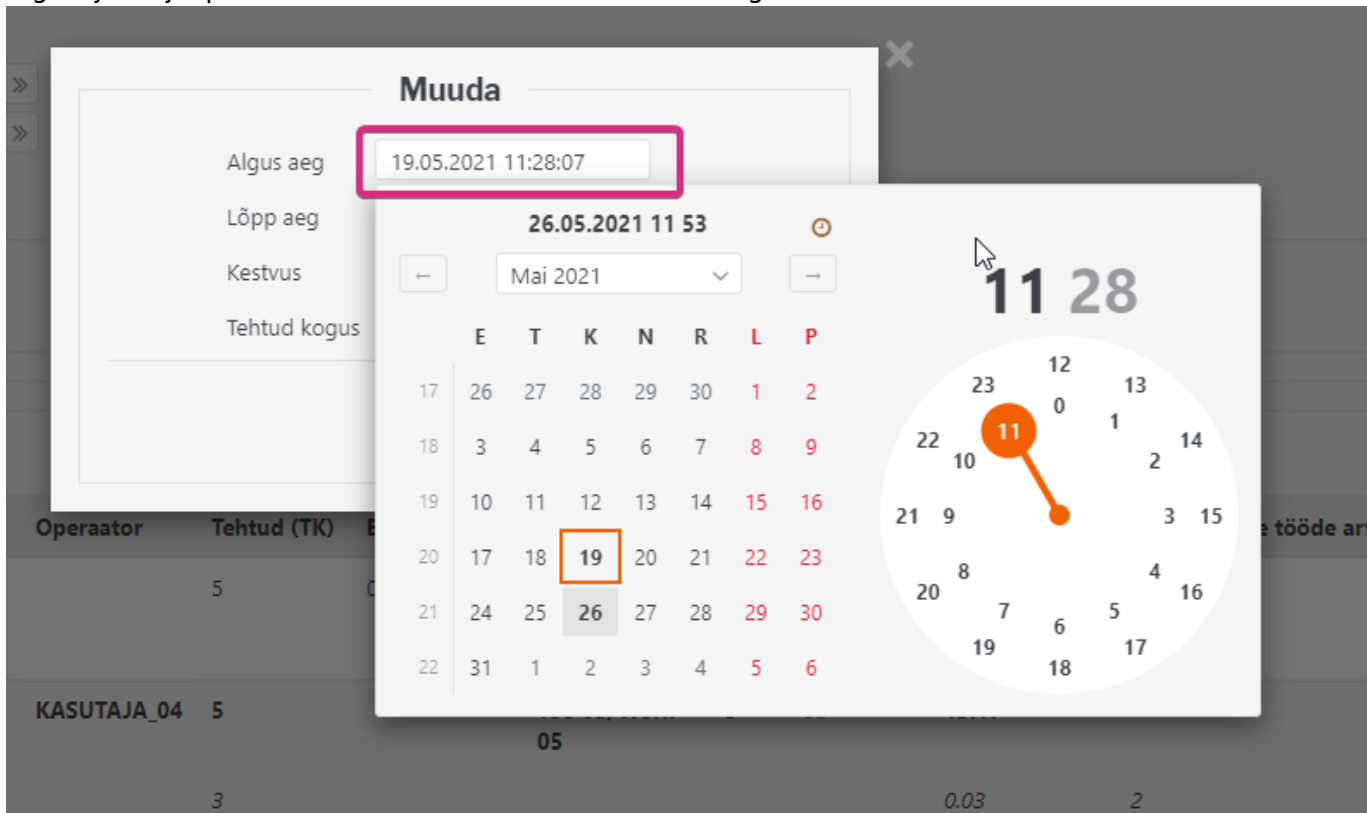 Muuda
Algus aeg 19.05.2021 11:28:07
Lõpp aeg
Kestvus
Tehtud kogus
26.05.2021 11 53
← Mai 2021 →
E T K N R L P
17 26 27 28 29 30 1 2
18 3 4 5 6 7 8 9
19 10 11 12 13 14 15 16
20 17 18 19 20 21 22 23
21 24 25 26 27 28 29 30
22 31 1 2 3 4 5 6
11 28
12
23 13
0
11 1
22 14
10 2
21 9 3 15
8 4
20 16
7 5
6
19 17
18
Operaator Tehtud (TK) tööde
5
KASUTAJA_04 5
05
3 0.03 2